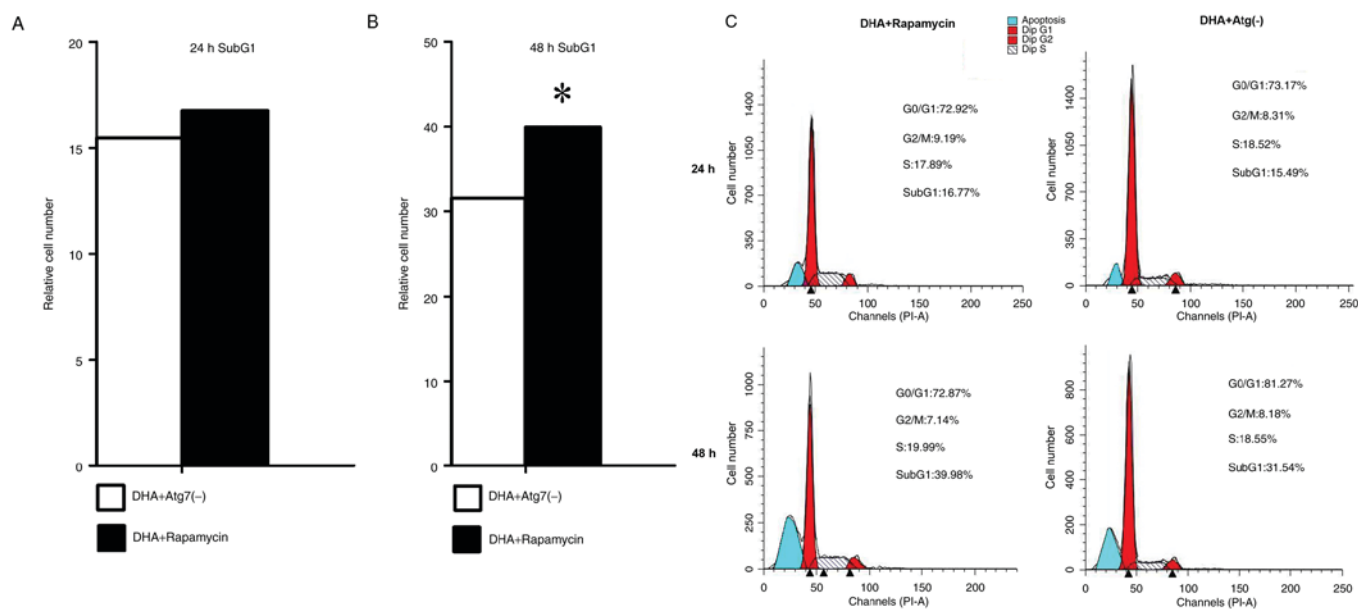 A
24 h SubG1
20
15
10
5
0
Relative cell number
DHA+Atg7(−)
DHA+Rapamycin
B
48 h SubG1
50
40
30
20
10
0
*
Relative cell number
DHA+Atg7(−)
DHA+Rapamycin
C
DHA+Rapamycin
Apoptosis
Dip G1
Dip G2
Dip S
DHA+Atg(-)
24 h
Cell number
1400
1050
700
350
0
G0/G1:72.92%
G2/M:9.19%
S:17.89%
SubG1:16.77%
0 50 100 150 200 250
Channels (PI-A)
Cell number
1400
1050
700
350
0
G0/G1:73.17%
G2/M:8.31%
S:18.52%
SubG1:15.49%
0 50 100 150 200 250
Channels (PI-A)
48 h
Cell number
1000
750
500
250
0
G0/G1:72.87%
G2/M:7.14%
S:19.99%
SubG1:39.98%
0 50 100 150 200
Channels (PI-A)
Cell number
800
600
400
200
0
G0/G1:81.27%
G2/M:8.18%
S:18.55%
SubG1:31.54%
0 50 100 150 200 250
Channels (PI-A)